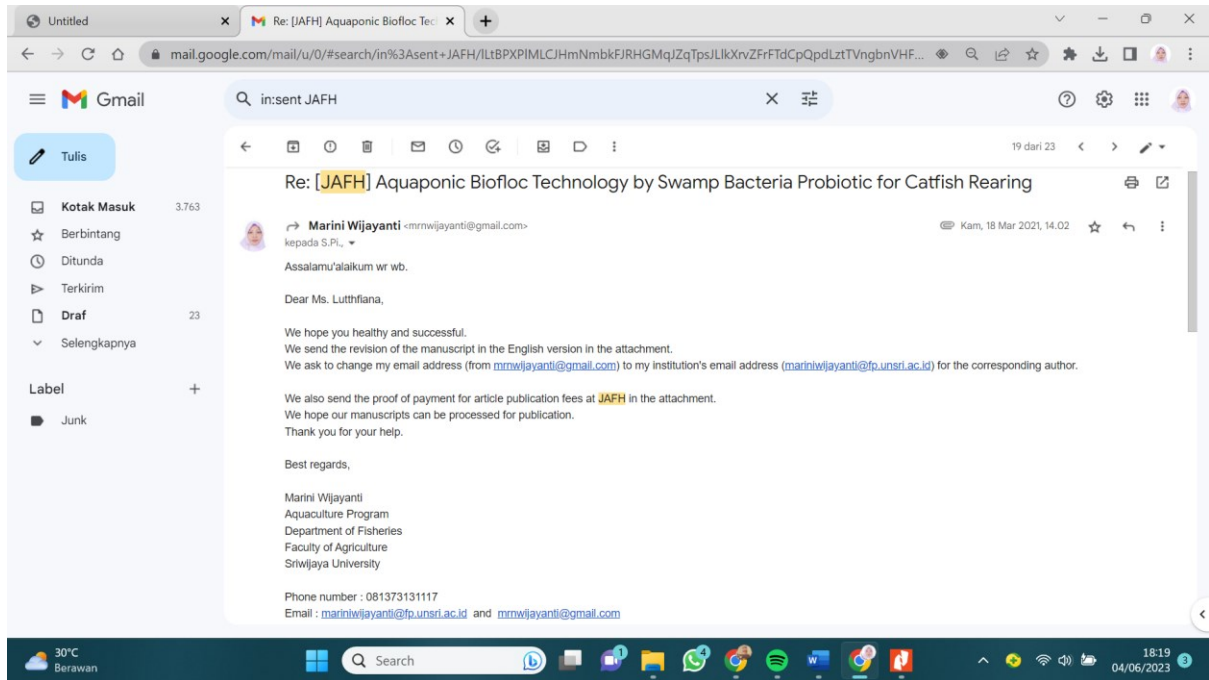 Untitled
Re: [JAFH] Aquaponic Biofloc Tec
mail.google.com/mail/u/0/#search/in%3Asent+JAFH/lLtBPXPlMLCJHmNmbkFJRHGMqJZqTpsJLlkXrvZFrFTdCpQpdLztTVngbnVHF...
Gmail
in:sent JAFH
Tulis
19 dari 23
Re: [JAFH] Aquaponic Biofloc Technology by Swamp Bacteria Probiotic for Catfish Rearing
Kotak Masuk 3.763
Berbintang
Ditunda
Terkirim
Draf 23
Selengkapnya
Label
Junk
Marini Wijayanti <mrnwijayanti@gmail.com>
Kam, 18 Mar 2021, 14.02
kepada S.Pi.,
Assalamu'alaikum wr wb.
Dear Ms. Lutthfiana,
We hope you healthy and successful.
We send the revision of the manuscript in the English version in the attachment.
We ask to change my email address (from mrnwijayanti@gmail.com) to my institution's email address (mariniwijayanti@fp.unsri.ac.id) for the corresponding author.
We also send the proof of payment for article publication fees at JAFH in the attachment.
We hope our manuscripts can be processed for publication.
Thank you for your help.
Best regards,
Marini Wijayanti
Aquaculture Program
Department of Fisheries
Faculty of Agriculture
Sriwijaya University
Phone number : 081373131117
Email : mariniwijayanti@fp.unsri.ac.id and mrnwijayanti@gmail.com
30°C
Berawan
Search
1
4
18:19
04/06/2023
3